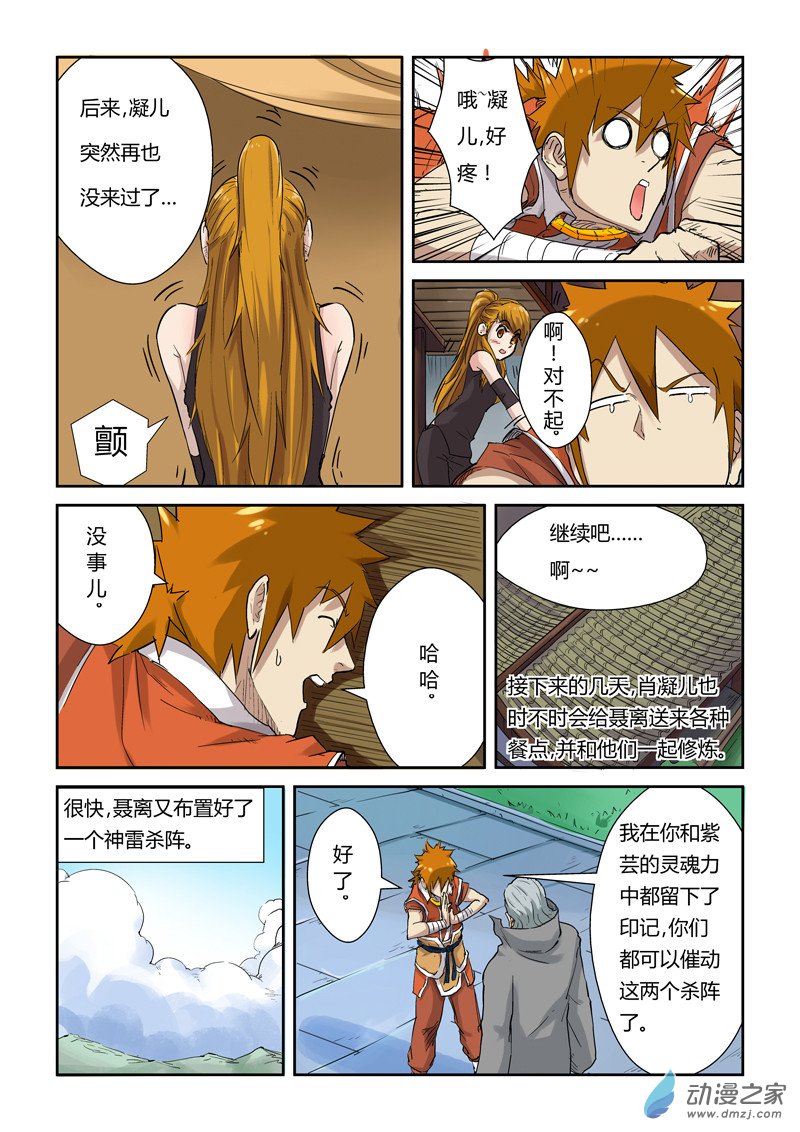 后来,凝儿
突然再也
没来过了…
颤
哦~凝
儿,好
疼!
啊!对不起。
没事儿。
哈哈。
继续吧……
啊~~
接下来的几天,肖凝儿也
时不时会给聂离送来各种
餐点,并和他们一起修炼。
很快,聂离又布置好了
一个神雷杀阵。
好了。
我在你和紫
芸的灵魂力
中都留下了
印记,你们
都可以催动
这两个杀阵
了。
动漫之家
www.dmzj.com